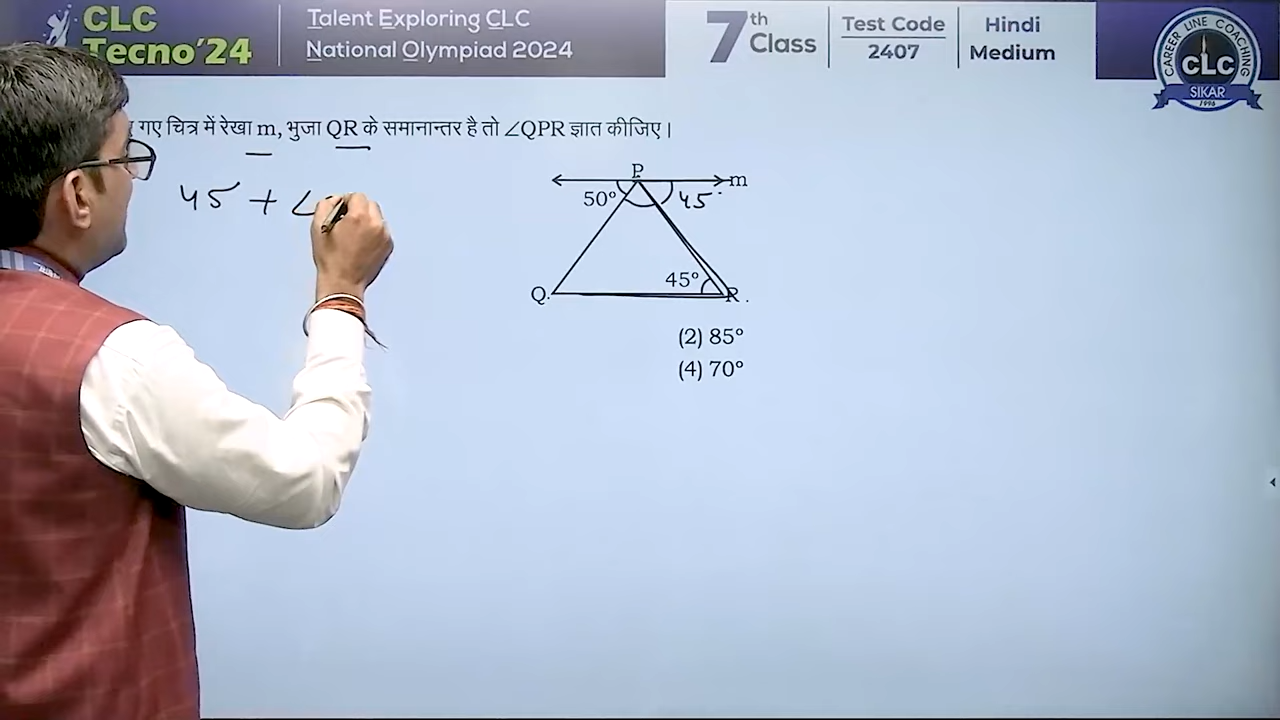 CLC
Tecno'24
Talent Exploring CLC
National Olympiad 2024
7th
Class
Test Code
2407
Hindi
Medium
CAREER LINE COACHING
CLC
SIKAR
1996
गए चित्र में रेखा m, भुजा QR के समानान्तर है तो ∠QPR ज्ञात कीजिए।
45 + ∠
P
m
50°
45°
45°
Q
R
(2) 85°
(4) 70°